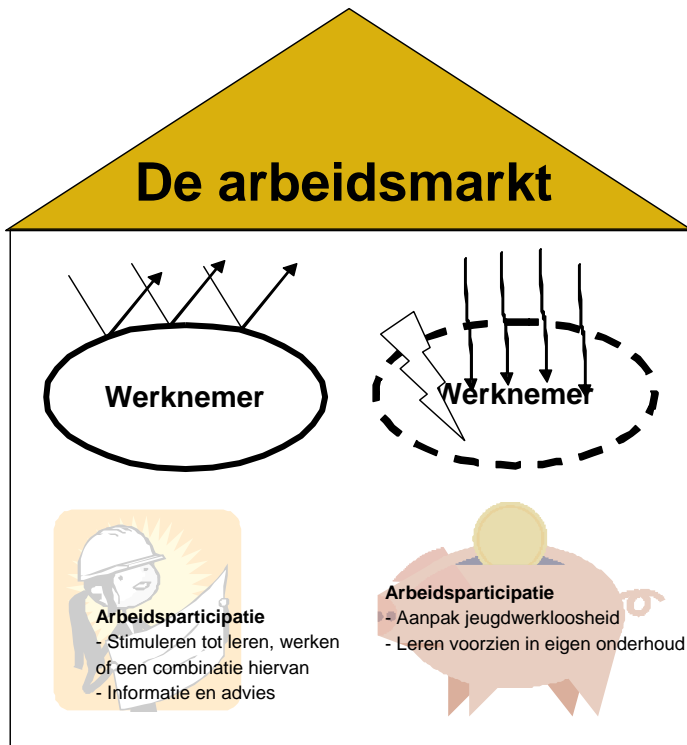 De arbeidsmarkt
Werknemer
Werknemer
Arbeidsparticipatie
- Stimuleren tot leren, werken
of een combinatie hiervan
- Informatie en advies
Arbeidsparticipatie
- Aanpak jeugdwerkloosheid
- Leren voorzien in eigen onderhoud